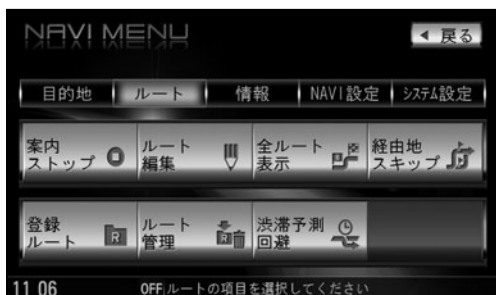 NAVI MENU
戻る
目的地 ルート 情報 NAVI設定 システム設定
案内
ストップ
ルート
編集
全ルート
表示
経由地
スキップ
登録
ルート
R
ルート
管理
R
渋滞予測
回避
11 06 OFF ルートの項目を選択してください